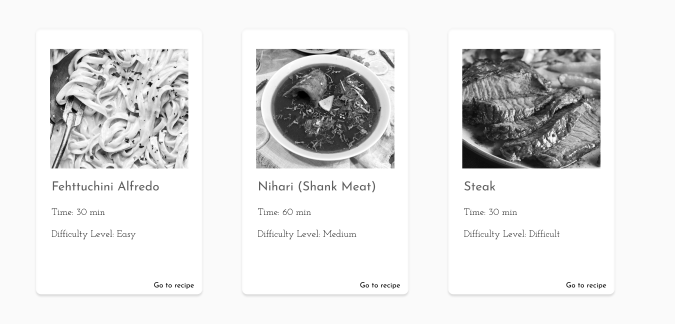 Fehttuchini Alfredo
Time: 30 min
Difficulty Level: Easy
Go to recipe
Nihari (Shank Meat)
Time: 60 min
Difficulty Level: Medium
Go to recipe
Steak
Time: 30 min
Difficulty Level: Difficult
Go to recipe